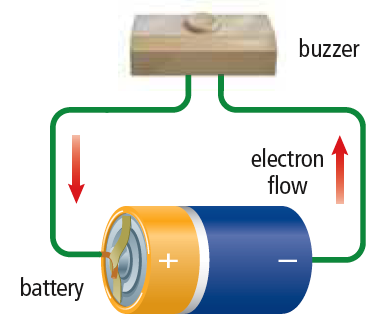 buzzer
electron
flow
+
−
battery